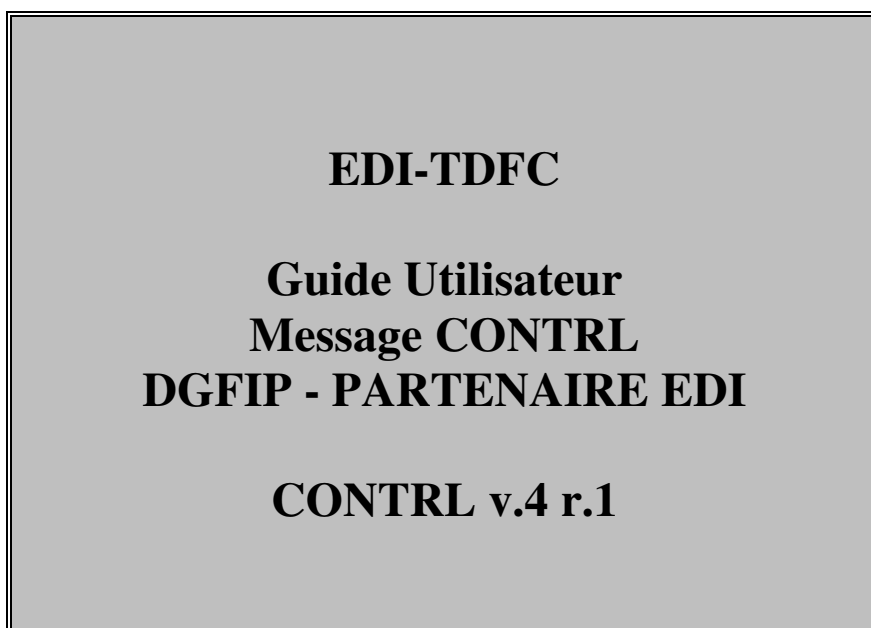 EDI-TDFC
Guide Utilisateur
Message CONTRL
DGFIP - PARTENAIRE EDI
CONTRL v.4 r.1